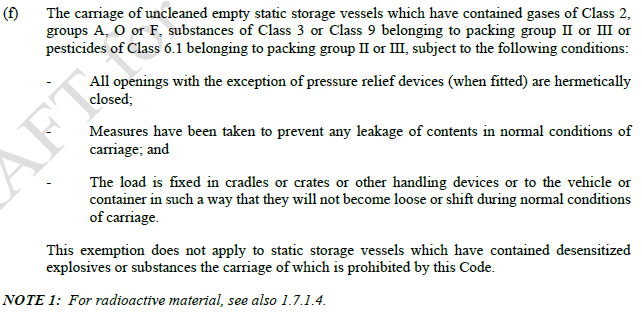 (f) The carriage of uncleaned empty static storage vessels which have contained gases of Class 2,
groups A, O or F, substances of Class 3 or Class 9 belonging to packing group II or III or
pesticides of Class 6.1 belonging to packing group II or III, subject to the following conditions:
- All openings with the exception of pressure relief devices (when fitted) are hermetically
closed;
- Measures have been taken to prevent any leakage of contents in normal conditions of
carriage; and
- The load is fixed in cradles or crates or other handling devices or to the vehicle or
container in such a way that they will not become loose or shift during normal conditions
of carriage.
This exemption does not apply to static storage vessels which have contained desensitized
explosives or substances the carriage of which is prohibited by this Code.
NOTE 1: For radioactive material, see also 1.7.1.4.